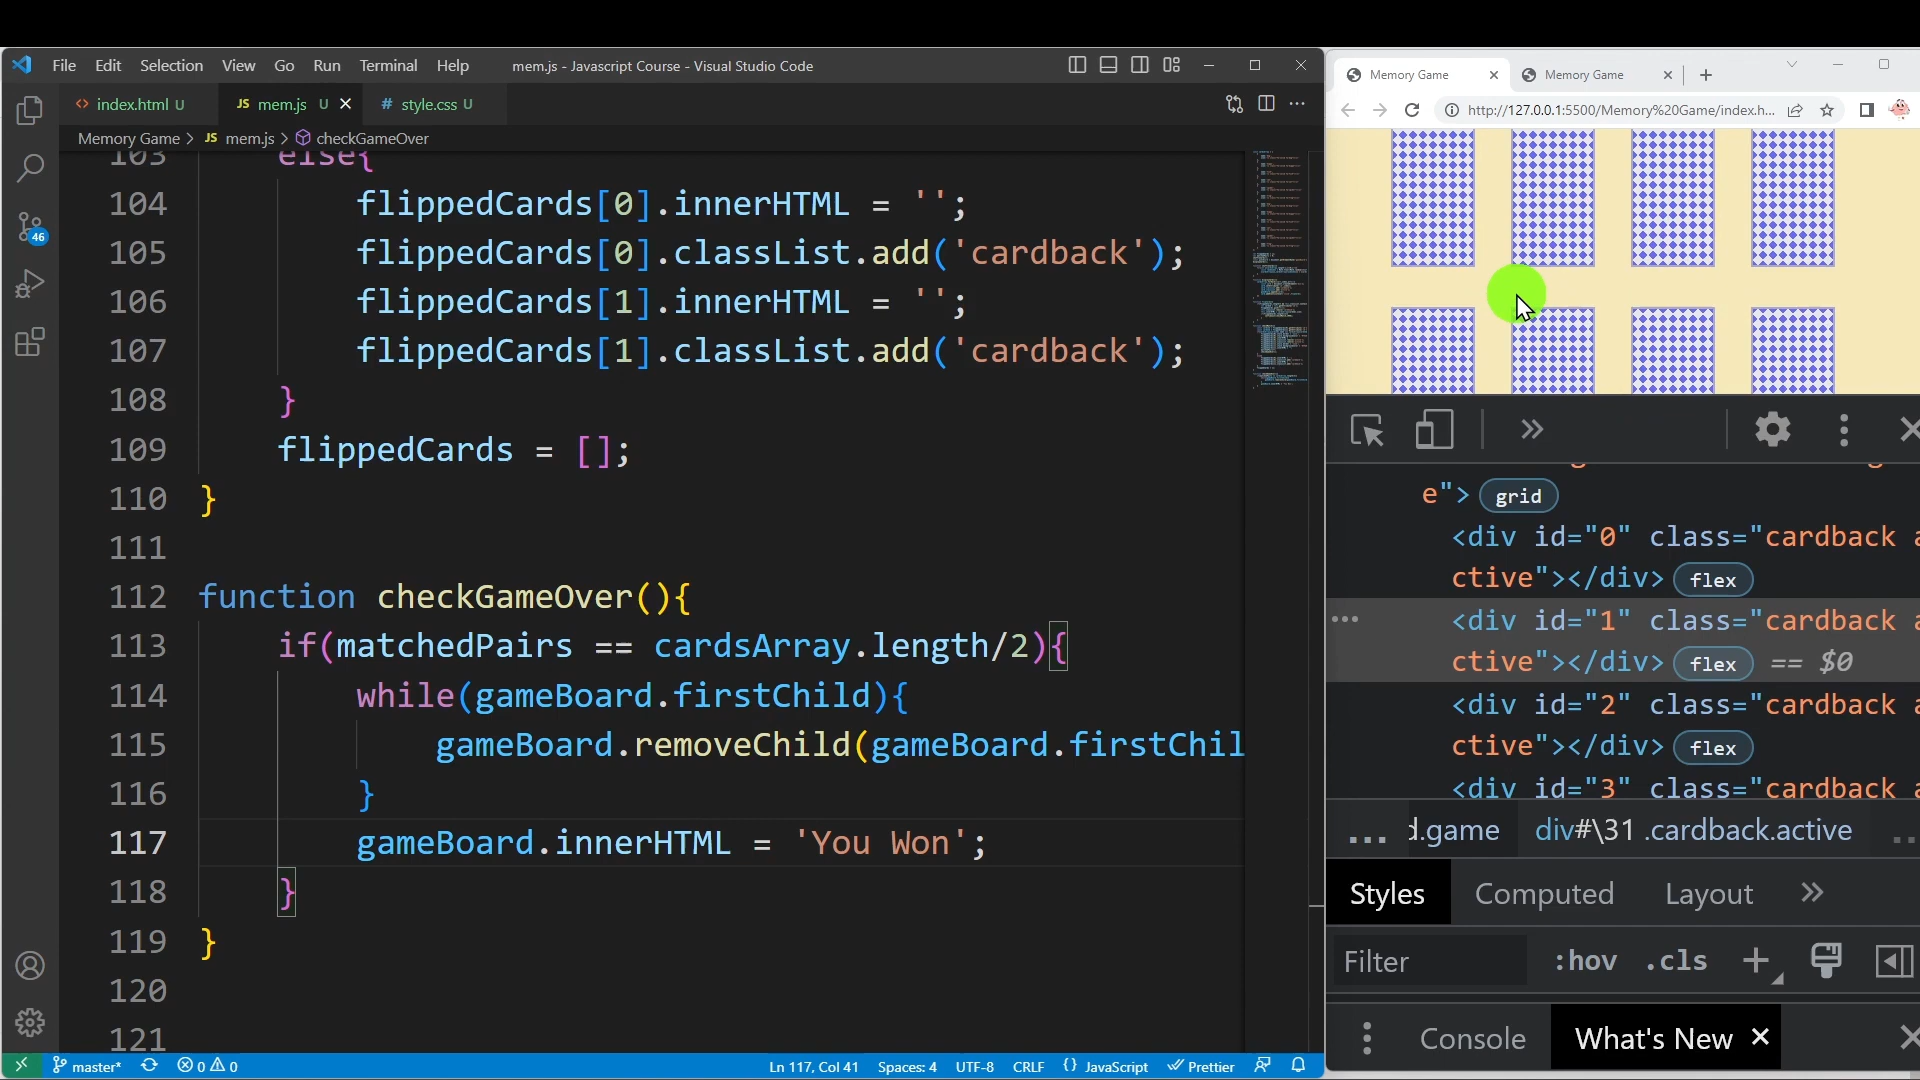 File Edit Selection View Go Run Terminal Help mem.js - Javascript Course - Visual Studio Code
<> index.html U JS mem.js U # style.css U
Memory Game > JS mem.js > checkGameOver
103 else{
104 flippedCards[0].innerHTML = '';
105 flippedCards[0].classList.add('cardback');
106 flippedCards[1].innerHTML = '';
107 flippedCards[1].classList.add('cardback');
108 }
109 flippedCards = [];
110 }
111
112 function checkGameOver(){
113 if(matchedPairs == cardsArray.length/2){
114 while(gameBoard.firstChild){
115 gameBoard.removeChild(gameBoard.firstChil
116 }
117 gameBoard.innerHTML = 'You Won';
118 }
119 }
120
121
46
master* 0 0 Ln 117, Col 41 Spaces: 4 UTF-8 CRLF {} JavaScript Prettier
Memory Game Memory Game
http://127.0.0.1:5500/Memory%20Game/index.h...
e"> grid
<div id="0" class="cardback a
ctive"></div> flex
<div id="1" class="cardback a
ctive"></div> flex == $0
<div id="2" class="cardback a
ctive"></div> flex
<div id="3" class="cardback a
... d.game div#\31 .cardback.active ..
Styles Computed Layout
Filter :hov .cls
Console What's New